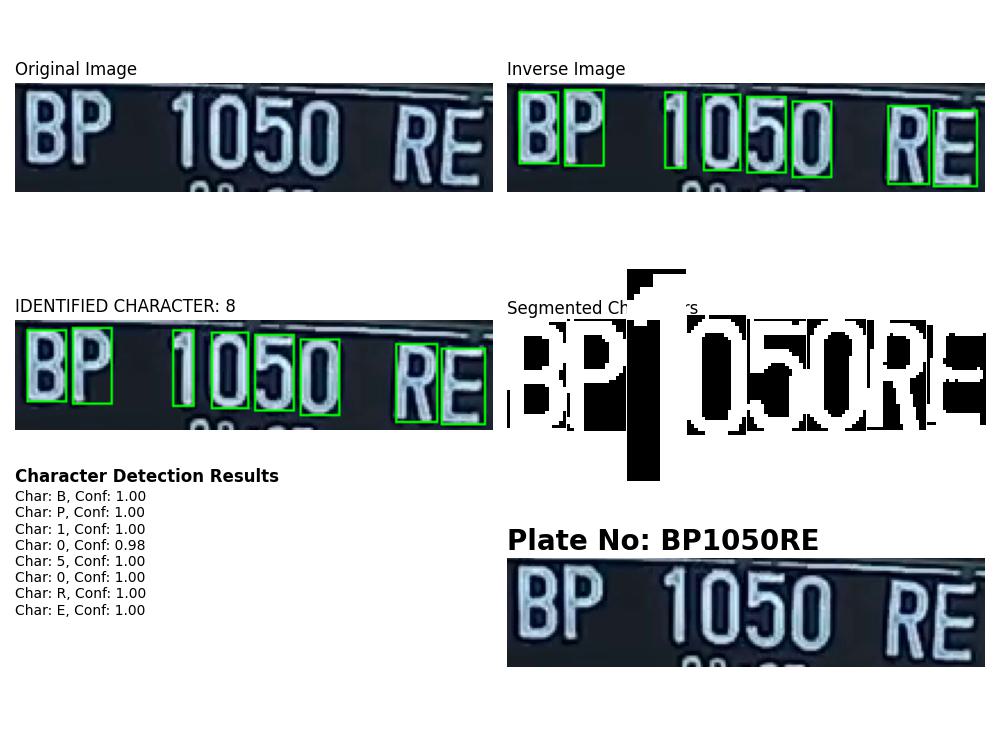 Original Image
BP 1050 RE
Inverse Image
BP 1050 RE
IDENTIFIED CHARACTER: 8
BP 1050 RE
BP1050RE
Character Detection Results
Char: B, Conf: 1.00
Char: P, Conf: 1.00
Char: 1, Conf: 1.00
Char: 0, Conf: 0.98
Char: 5, Conf: 1.00
Char: 0, Conf: 1.00
Char: R, Conf: 1.00
Char: E, Conf: 1.00
Plate No: BP1050RE
BP 1050 RE